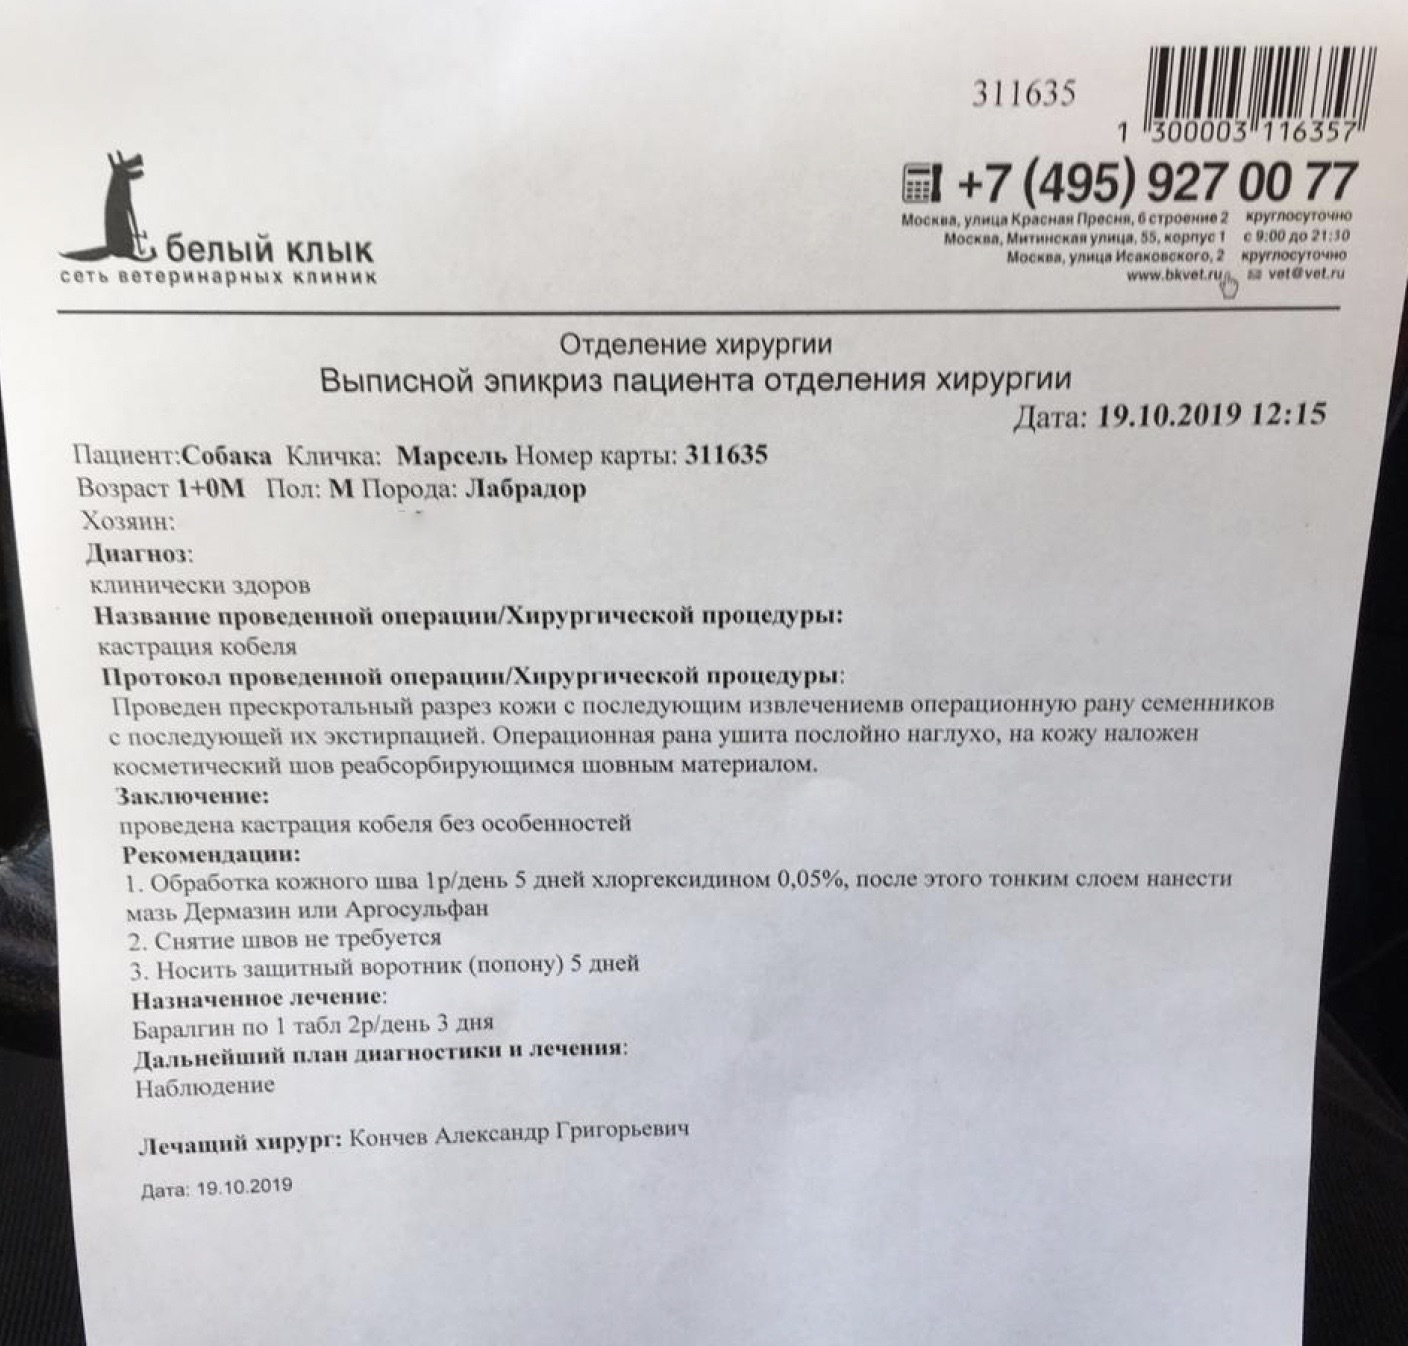 311635
1 300003 116357
+7 (495) 927 00 77
Москва, улица Красная Пресня, 6 строение 2 круглосуточно
Москва, Митинская улица, 55, корпус 1 с 9:00 до 21:30
Москва, улица Исаковского, 2 круглосуточно
www.bkvet.ru vet@vet.ru
белый клык
сеть ветеринарных клиник
Отделение хирургии
Выписной эпикриз пациента отделения хирургии
Дата: 19.10.2019 12:15
Пациент:Собака Кличка: Марсель Номер карты: 311635
Возраст 1+0М Пол: М Порода: Лабрадор
Хозяин:
Диагноз:
клинически здоров
Название проведенной операции/Хирургической процедуры:
кастрация кобеля
Протокол проведенной операции/Хирургической процедуры:
Проведен прескротальный разрез кожи с последующим извлечениемв операционную рану семенников
с последующей их экстирпацией. Операционная рана ушита послойно наглухо, на кожу наложен
косметический шов реабсорбирующимся шовным материалом.
Заключение:
проведена кастрация кобеля без особенностей
Рекомендации:
1. Обработка кожного шва 1р/день 5 дней хлоргексидином 0,05%, после этого тонким слоем нанести
мазь Дермазин или Аргосульфан
2. Снятие швов не требуется
3. Носить защитный воротник (попону) 5 дней
Назначенное лечение:
Баралгин по 1 табл 2р/день 3 дня
Дальнейший план диагностики и лечения:
Наблюдение
Лечащий хирург: Кончев Александр Григорьевич
Дата: 19.10.2019